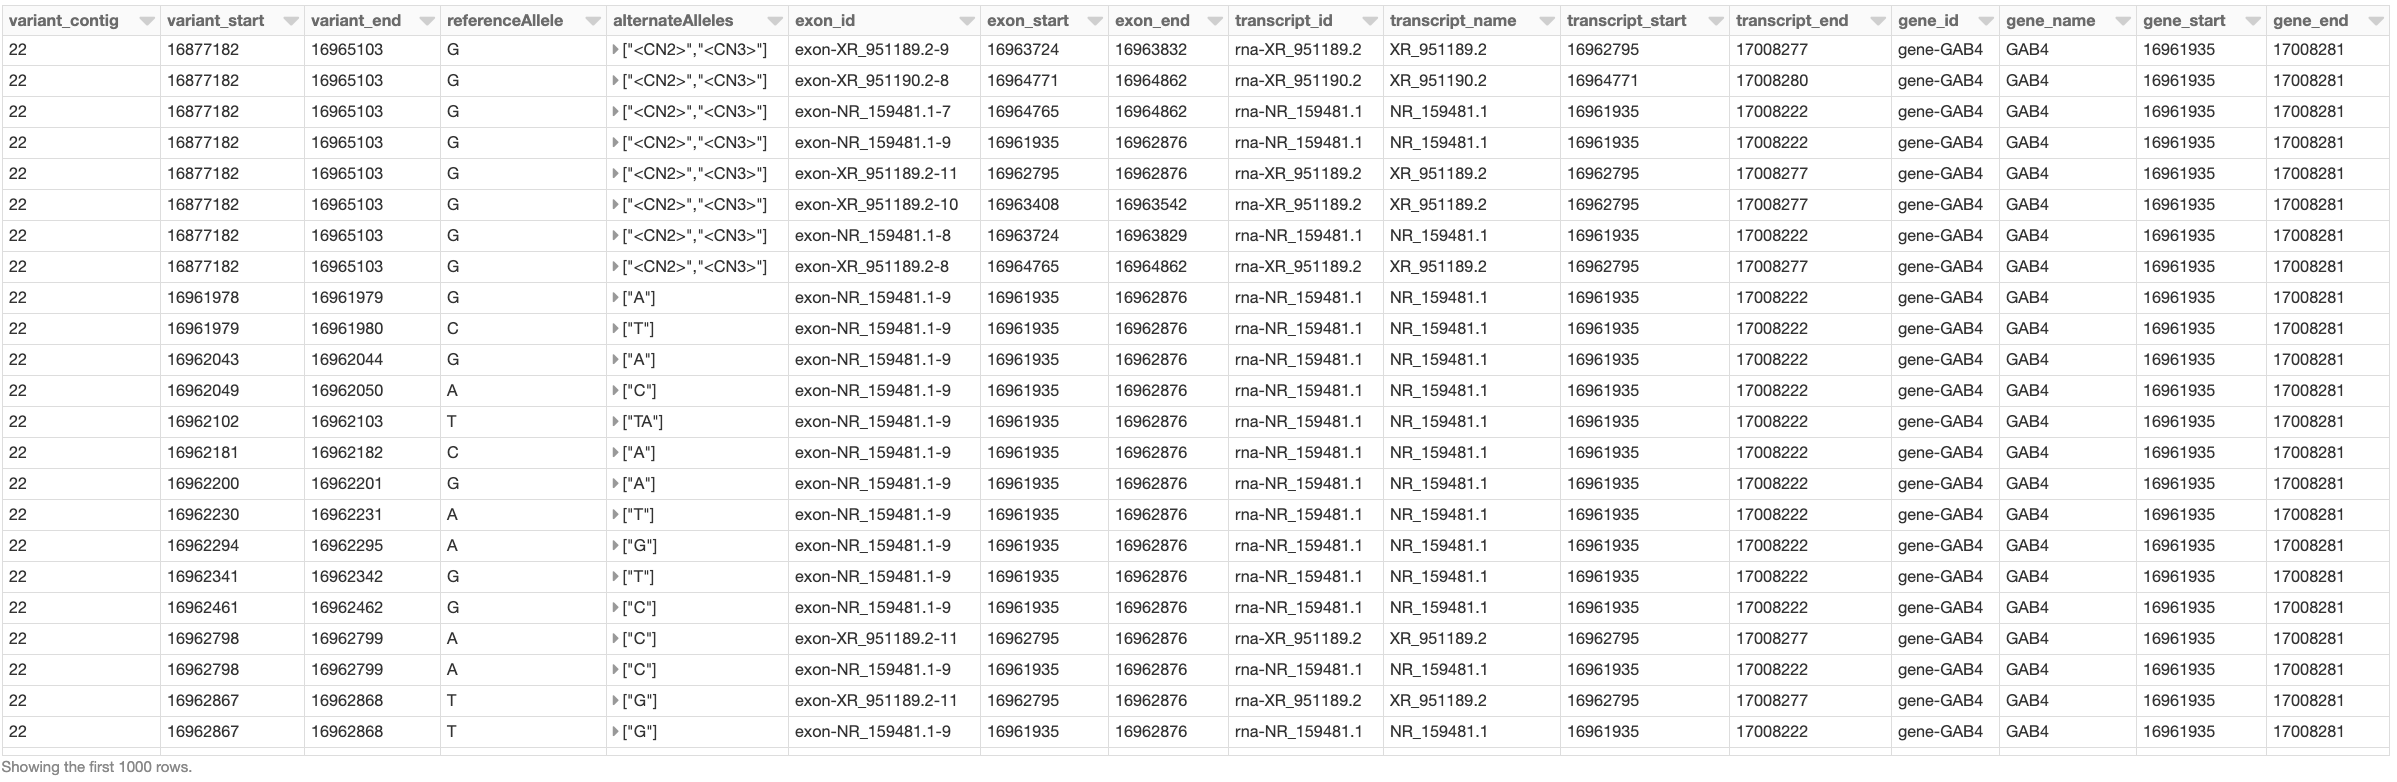 variant_contig variant_start variant_end referenceAllele alternateAlleles exon_id exon_start exon_end transcript_id transcript_name transcript_start transcript_end gene_id gene_name gene_start gene_end
22 16877182 16965103 G ["<CN2>","<CN3>"] exon-XR_951189.2-9 16963724 16963832 rna-XR_951189.2 XR_951189.2 16962795 17008277 gene-GAB4 GAB4 16961935 17008281
22 16877182 16965103 G ["<CN2>","<CN3>"] exon-XR_951190.2-8 16964771 16964862 rna-XR_951190.2 XR_951190.2 16964771 17008280 gene-GAB4 GAB4 16961935 17008281
22 16877182 16965103 G ["<CN2>","<CN3>"] exon-NR_159481.1-7 16964765 16964862 rna-NR_159481.1 NR_159481.1 16961935 17008222 gene-GAB4 GAB4 16961935 17008281
22 16877182 16965103 G ["<CN2>","<CN3>"] exon-NR_159481.1-9 16961935 16962876 rna-NR_159481.1 NR_159481.1 16961935 17008222 gene-GAB4 GAB4 16961935 17008281
22 16877182 16965103 G ["<CN2>","<CN3>"] exon-XR_951189.2-11 16962795 16962876 rna-XR_951189.2 XR_951189.2 16962795 17008277 gene-GAB4 GAB4 16961935 17008281
22 16877182 16965103 G ["<CN2>","<CN3>"] exon-XR_951189.2-10 16963408 16963542 rna-XR_951189.2 XR_951189.2 16962795 17008277 gene-GAB4 GAB4 16961935 17008281
22 16877182 16965103 G ["<CN2>","<CN3>"] exon-NR_159481.1-8 16963724 16963829 rna-NR_159481.1 NR_159481.1 16961935 17008222 gene-GAB4 GAB4 16961935 17008281
22 16877182 16965103 G ["<CN2>","<CN3>"] exon-XR_951189.2-8 16964765 16964862 rna-XR_951189.2 XR_951189.2 16962795 17008277 gene-GAB4 GAB4 16961935 17008281
22 16961978 16961979 G ["A"] exon-NR_159481.1-9 16961935 16962876 rna-NR_159481.1 NR_159481.1 16961935 17008222 gene-GAB4 GAB4 16961935 17008281
22 16961979 16961980 C ["T"] exon-NR_159481.1-9 16961935 16962876 rna-NR_159481.1 NR_159481.1 16961935 17008222 gene-GAB4 GAB4 16961935 17008281
22 16962043 16962044 G ["A"] exon-NR_159481.1-9 16961935 16962876 rna-NR_159481.1 NR_159481.1 16961935 17008222 gene-GAB4 GAB4 16961935 17008281
22 16962049 16962050 A ["C"] exon-NR_159481.1-9 16961935 16962876 rna-NR_159481.1 NR_159481.1 16961935 17008222 gene-GAB4 GAB4 16961935 17008281
22 16962102 16962103 T ["TA"] exon-NR_159481.1-9 16961935 16962876 rna-NR_159481.1 NR_159481.1 16961935 17008222 gene-GAB4 GAB4 16961935 17008281
22 16962181 16962182 C ["A"] exon-NR_159481.1-9 16961935 16962876 rna-NR_159481.1 NR_159481.1 16961935 17008222 gene-GAB4 GAB4 16961935 17008281
22 16962200 16962201 G ["A"] exon-NR_159481.1-9 16961935 16962876 rna-NR_159481.1 NR_159481.1 16961935 17008222 gene-GAB4 GAB4 16961935 17008281
22 16962230 16962231 A ["T"] exon-NR_159481.1-9 16961935 16962876 rna-NR_159481.1 NR_159481.1 16961935 17008222 gene-GAB4 GAB4 16961935 17008281
22 16962294 16962295 A ["G"] exon-NR_159481.1-9 16961935 16962876 rna-NR_159481.1 NR_159481.1 16961935 17008222 gene-GAB4 GAB4 16961935 17008281
22 16962341 16962342 G ["T"] exon-NR_159481.1-9 16961935 16962876 rna-NR_159481.1 NR_159481.1 16961935 17008222 gene-GAB4 GAB4 16961935 17008281
22 16962461 16962462 G ["C"] exon-NR_159481.1-9 16961935 16962876 rna-NR_159481.1 NR_159481.1 16961935 17008222 gene-GAB4 GAB4 16961935 17008281
22 16962798 16962799 A ["C"] exon-XR_951189.2-11 16962795 16962876 rna-XR_951189.2 XR_951189.2 16962795 17008277 gene-GAB4 GAB4 16961935 17008281
22 16962798 16962799 A ["C"] exon-NR_159481.1-9 16961935 16962876 rna-NR_159481.1 NR_159481.1 16961935 17008222 gene-GAB4 GAB4 16961935 17008281
22 16962867 16962868 T ["G"] exon-XR_951189.2-11 16962795 16962876 rna-XR_951189.2 XR_951189.2 16962795 17008277 gene-GAB4 GAB4 16961935 17008281
22 16962867 16962868 T ["G"] exon-NR_159481.1-9 16961935 16962876 rna-NR_159481.1 NR_159481.1 16961935 17008222 gene-GAB4 GAB4 16961935 17008281
Showing the first 1000 rows.